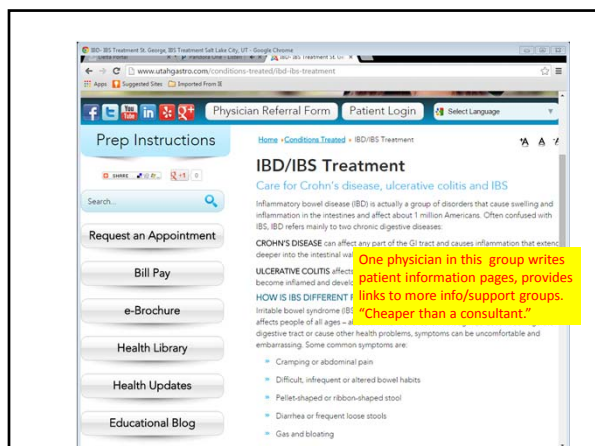 IBD- IBS Treatment St. George, IBS Treatment Salt Lake City, UT - Google Chrome
www.utahgastro.com/conditions-treated/ibd-ibs-treatment
Apps Suggested Sites Imported From IE
Physician Referral Form
Patient Login
Select Language
Prep Instructions
SHARE
+1 0
Search...
Request an Appointment
Bill Pay
e-Brochure
Health Library
Health Updates
Educational Blog
Home › Conditions Treated › IBD/IBS Treatment
IBD/IBS Treatment
Care for Crohn's disease, ulcerative colitis and IBS
Inflammatory bowel disease (IBD) is actually a group of disorders that cause swelling and
inflammation in the intestines and affect about 1 million Americans. Often confused with
IBS, IBD refers mainly to two chronic digestive diseases:
CROHN'S DISEASE can affect any part of the GI tract and causes inflammation that extend
deeper into the intestinal wal
ULCERATIVE COLITIS affects
become inflamed and develo
HOW IS IBS DIFFERENT F
Irritable bowel syndrome (IBS
affects people of all ages – a
digestive tract or cause other health problems, symptoms can be uncomfortable and
embarrassing. Some common symptoms are:
Cramping or abdominal pain
Difficult, infrequent or altered bowel habits
Pellet-shaped or ribbon-shaped stool
Diarrhea or frequent loose stools
Gas and bloating
One physician in this group writes
patient information pages, provides
links to more info/support groups.
"Cheaper than a consultant."